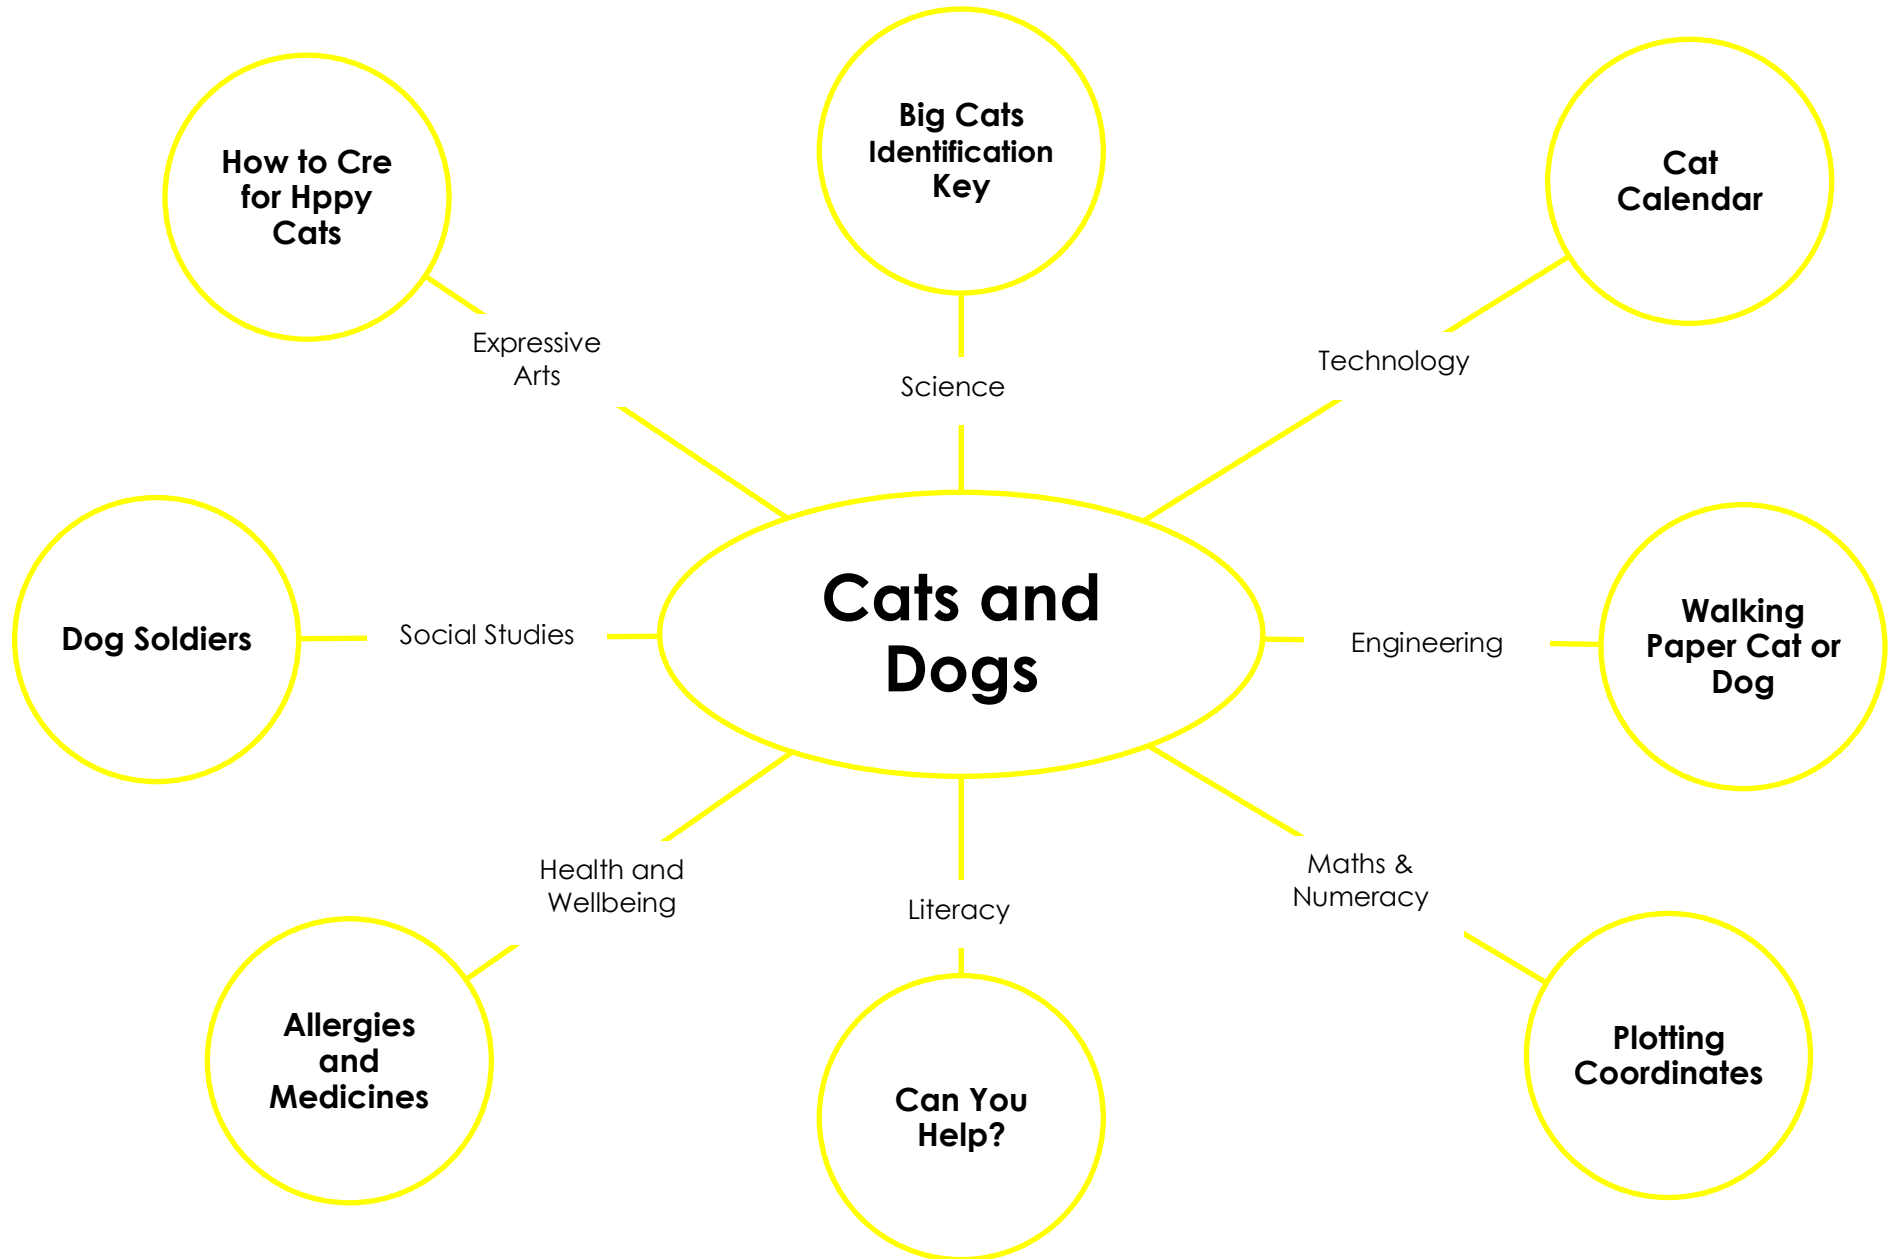 Big Cats
Identification
Key
How to Cre
for Hppy
Cats
Cat
Calendar
Expressive
Arts
Science
Technology
Cats and
Dogs
Dog Soldiers
Social Studies
Engineering
Walking
Paper Cat or
Dog
Health and
Wellbeing
Literacy
Maths &
Numeracy
Allergies
and
Medicines
Can You
Help?
Plotting
Coordinates